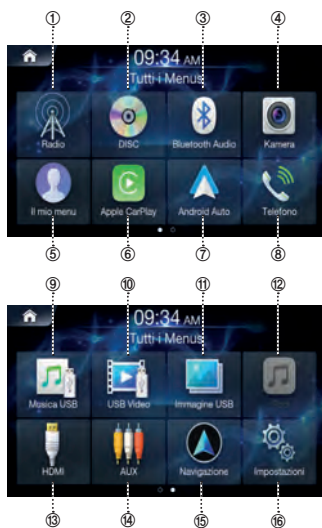 ① ② ③ ④
09:34 AM
Tutti i Menus
Radio DISC Bluetooth Audio Kamera
Il mio menu Apple CarPlay Android Auto Telefono
⑤ ⑥ ⑦ ⑧
⑨ ⑩ ⑪ ⑫
09:34 AM
Tutti i Menus
Musica USB USB Video Immagine USB
HDMI AUX Navigazione Impostazioni
⑬ ⑭ ⑮ ⑯